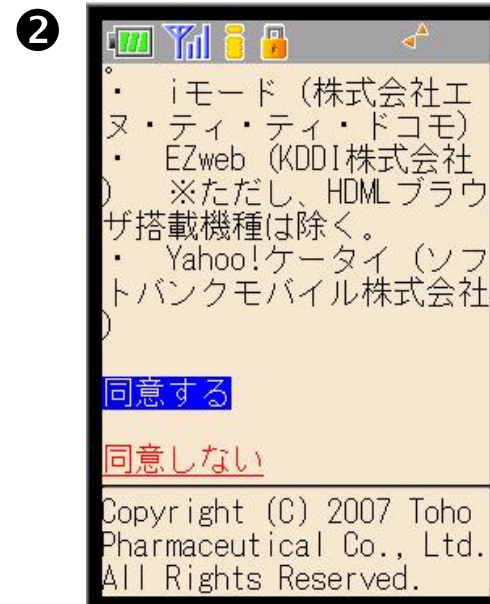 ❷
。
・　iモード（株式会社エ
ヌ・ティ・ティ・ドコモ）
・　EZweb（KDDI株式会社
）　※ただし、HDMLブラウ
ザ搭載機種は除く。
・　Yahoo!ケータイ（ソフ
トバンクモバイル株式会社
）
同意する
同意しない
Copyright (C) 2007 Toho
Pharmaceutical Co., Ltd.
All Rights Reserved.